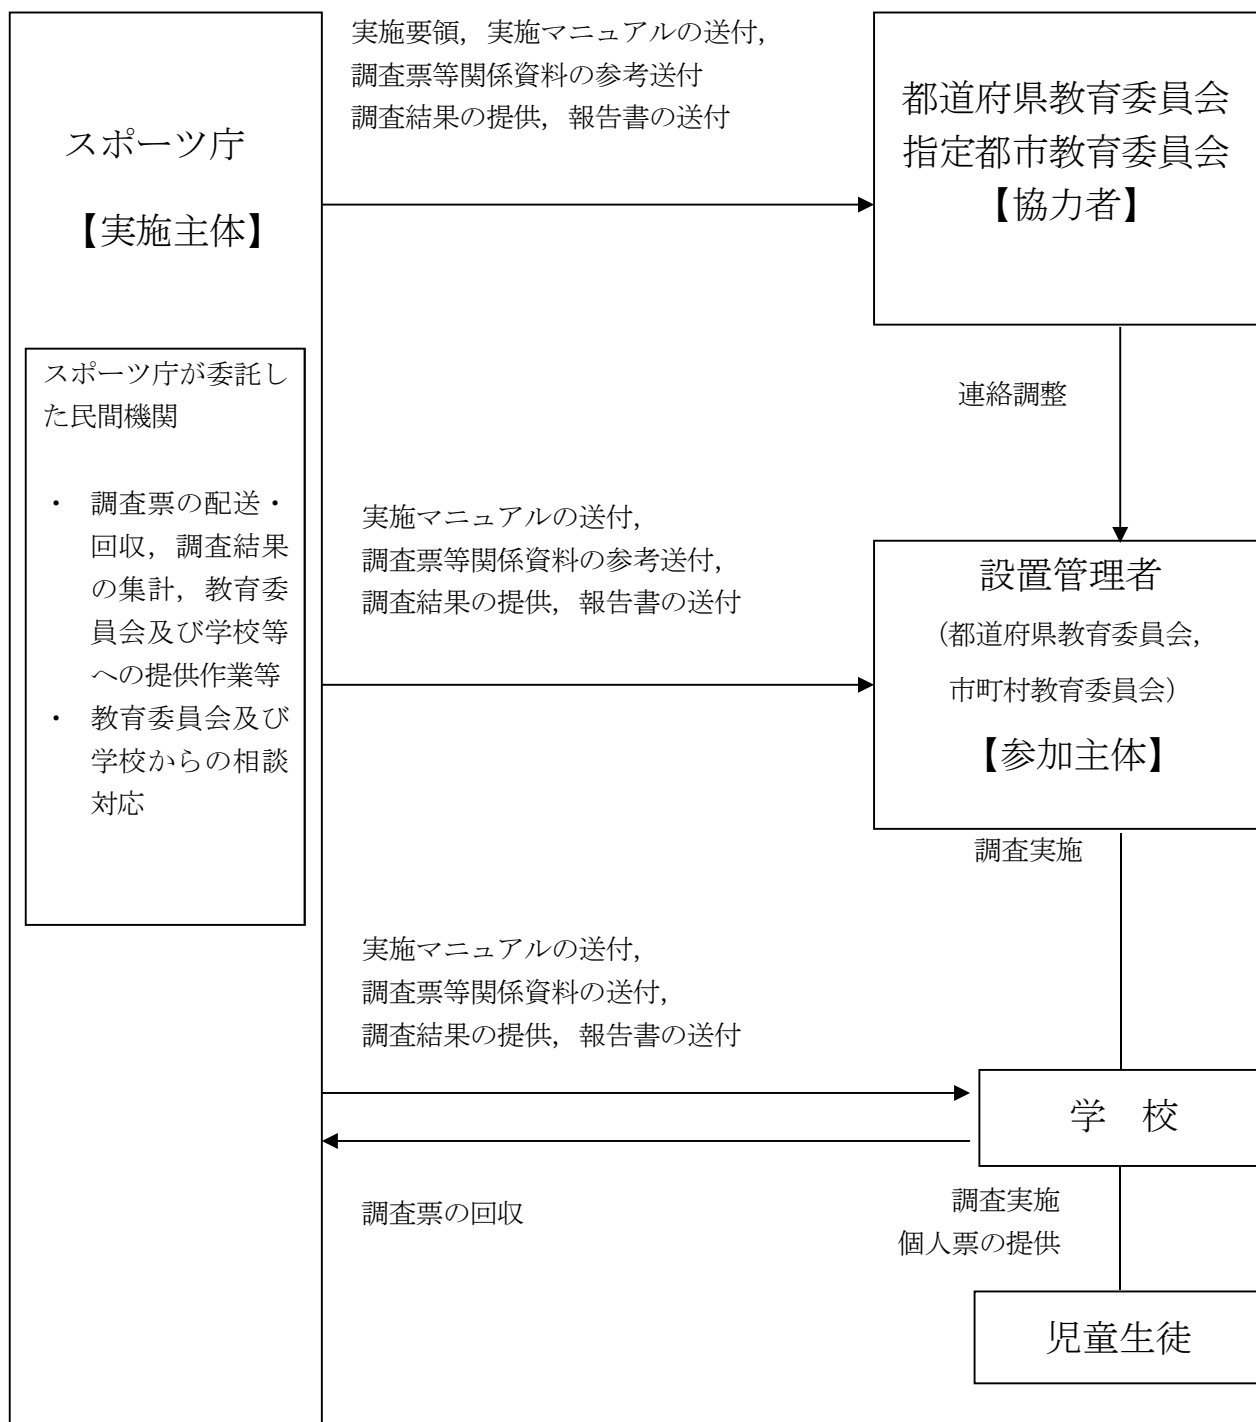 スポーツ庁
【実施主体】
スポーツ庁が委託し
た民間機関
・ 調査票の配送・
回収，調査結果
の集計，教育委
員会及び学校等
への提供作業等
・ 教育委員会及び
学校からの相談
対応
実施要領，実施マニュアルの送付，
調査票等関係資料の参考送付
調査結果の提供，報告書の送付
都道府県教育委員会
指定都市教育委員会
【協力者】
連絡調整
実施マニュアルの送付，
調査票等関係資料の参考送付，
調査結果の提供，報告書の送付
設置管理者
（都道府県教育委員会，
市町村教育委員会）
【参加主体】
調査実施
実施マニュアルの送付，
調査票等関係資料の送付，
調査結果の提供，報告書の送付
学　校
調査票の回収
調査実施
個人票の提供
児童生徒